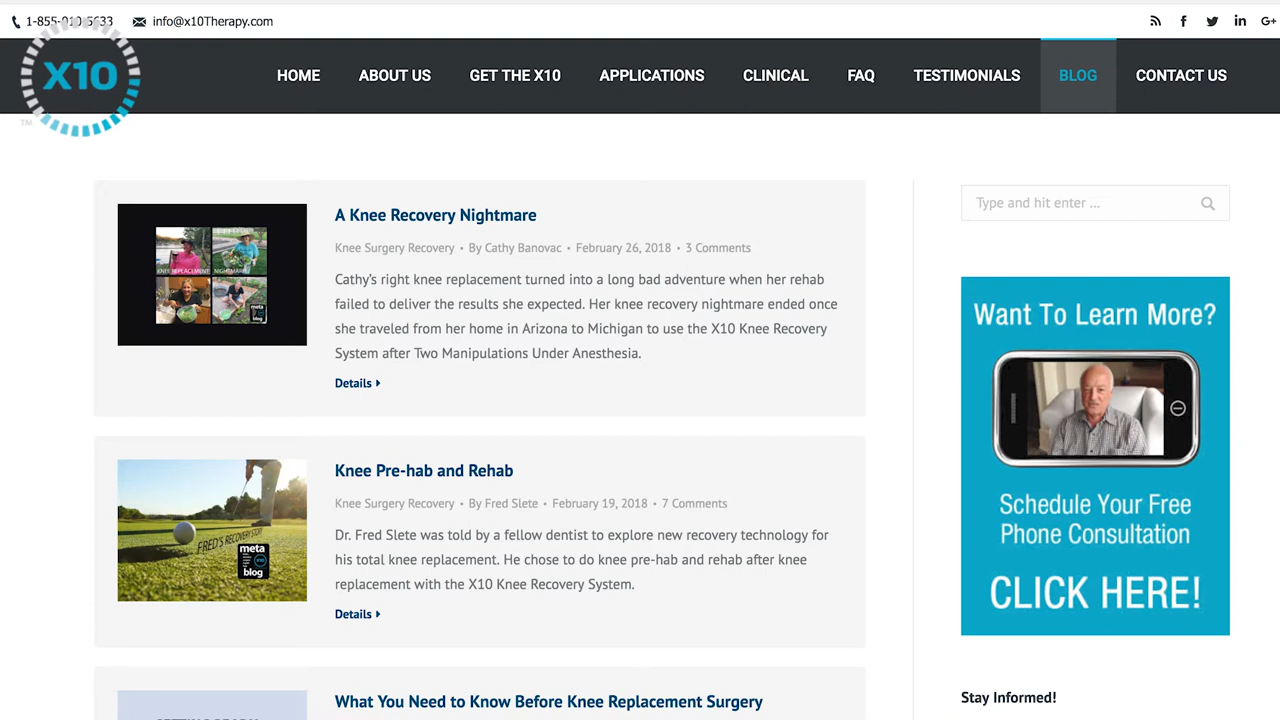 info@x10Therapy.com
X10
TM
HOME ABOUT US GET THE X10 APPLICATIONS CLINICAL FAQ TESTIMONIALS BLOG CONTACT US
A Knee Recovery Nightmare
Knee Surgery Recovery • By Cathy Banovac • February 26, 2018 • 3 Comments
Cathy's right knee replacement turned into a long bad adventure when her rehab
failed to deliver the results she expected. Her knee recovery nightmare ended once
she traveled from her home in Arizona to Michigan to use the X10 Knee Recovery
System after Two Manipulations Under Anesthesia.
Details
KNEE REPLACEMENT NIGHTMARE
meta
blog
Knee Pre-hab and Rehab
Knee Surgery Recovery • By Fred Slete • February 19, 2018 • 7 Comments
Dr. Fred Slete was told by a fellow dentist to explore new recovery technology for
his total knee replacement. He chose to do knee pre-hab and rehab after knee
replacement with the X10 Knee Recovery System.
Details
FRED'S RECOVERY STORY
meta
X10
blog
What You Need to Know Before Knee Replacement Surgery
Type and hit enter ...
Want To Learn More?
Schedule Your Free
Phone Consultation
CLICK HERE!
Stay Informed!